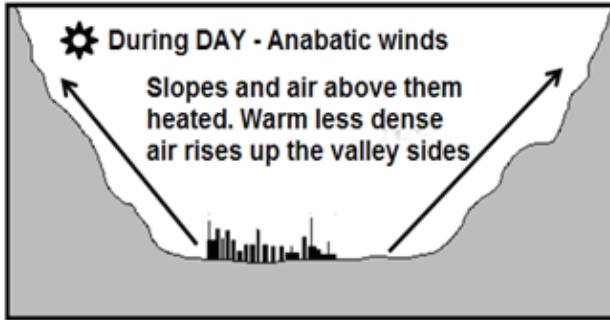 During DAY - Anabatic winds
Slopes and air above them
heated. Warm less dense
air rises up the valley sides